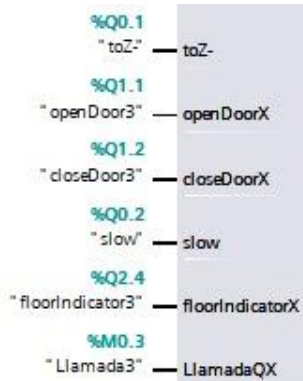 %Q0.1
"toZ-" toZ-
%Q1.1
"openDoor3" openDoorX
%Q1.2
"closeDoor3" closeDoorX
%Q0.2
"slow" slow
%Q2.4
"floorIndicator3" floorIndicatorX
%M0.3
"Llamada3" LlamadaQX